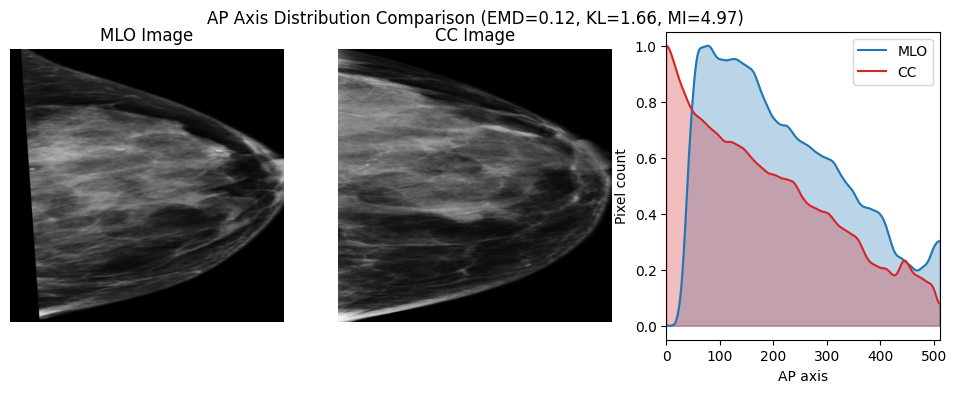 AP Axis Distribution Comparison (EMD=0.12, KL=1.66, MI=4.97)
MLO Image
CC Image
MLO
CC
Pixel count
1.0
0.8
0.6
0.4
0.2
0.0
0 100 200 300 400 500
AP axis